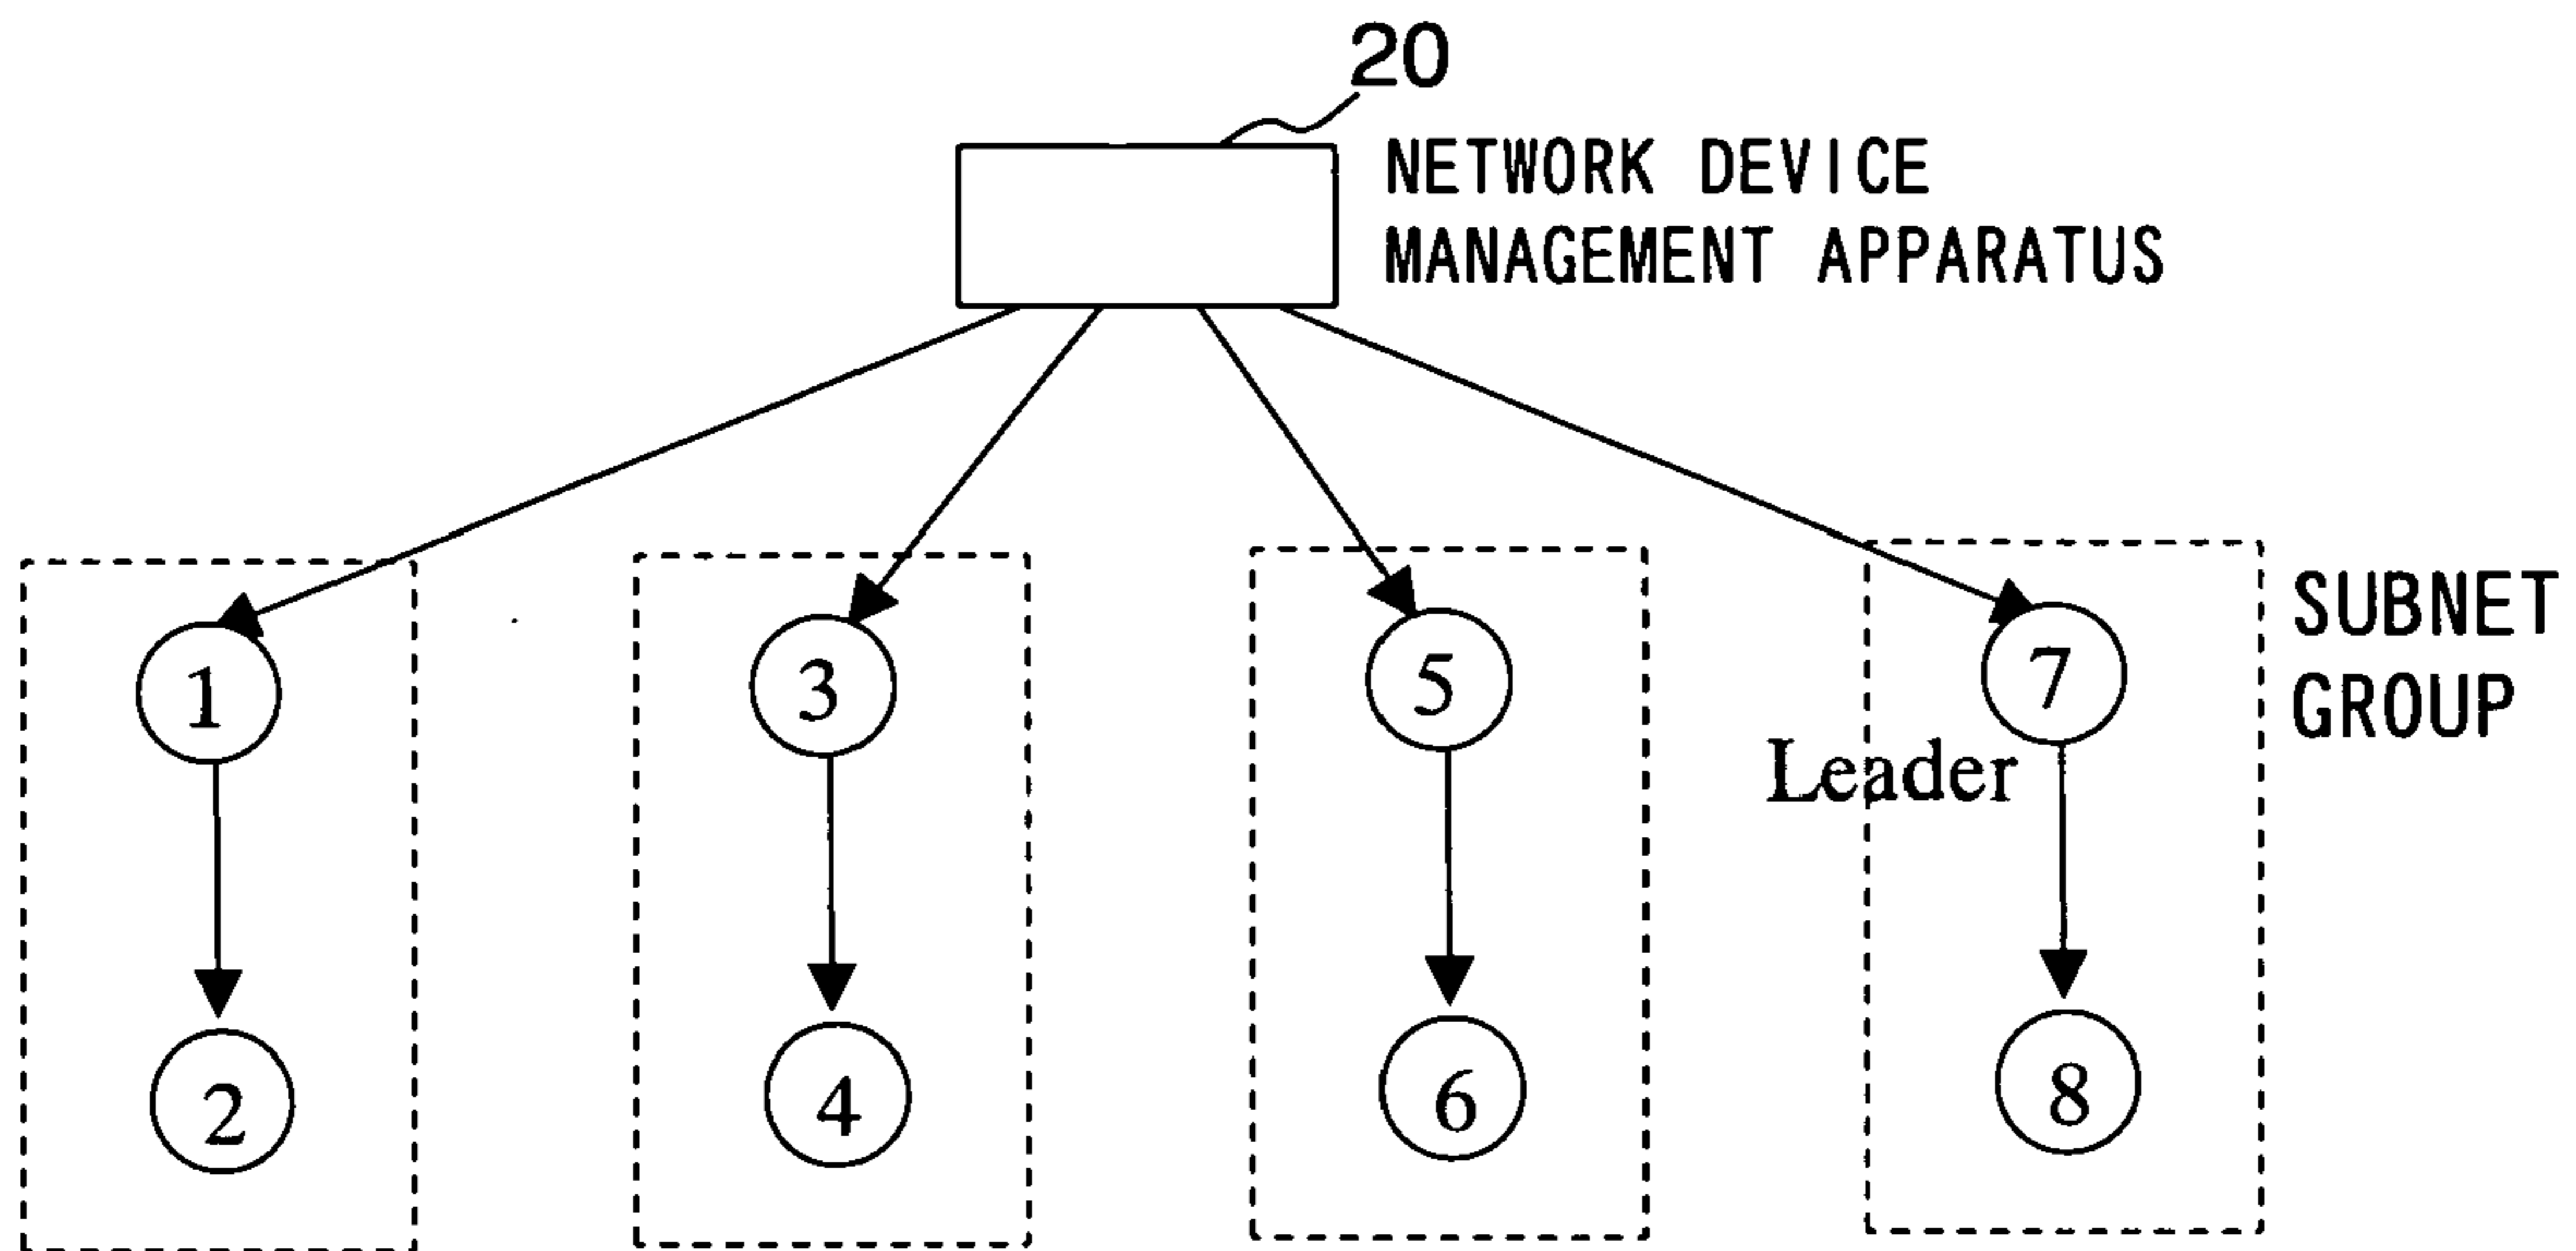 20
NETWORK DEVICE
MANAGEMENT APPARATUS
SUBNET
GROUP
1
3
5
7
Leader
2
4
6
8